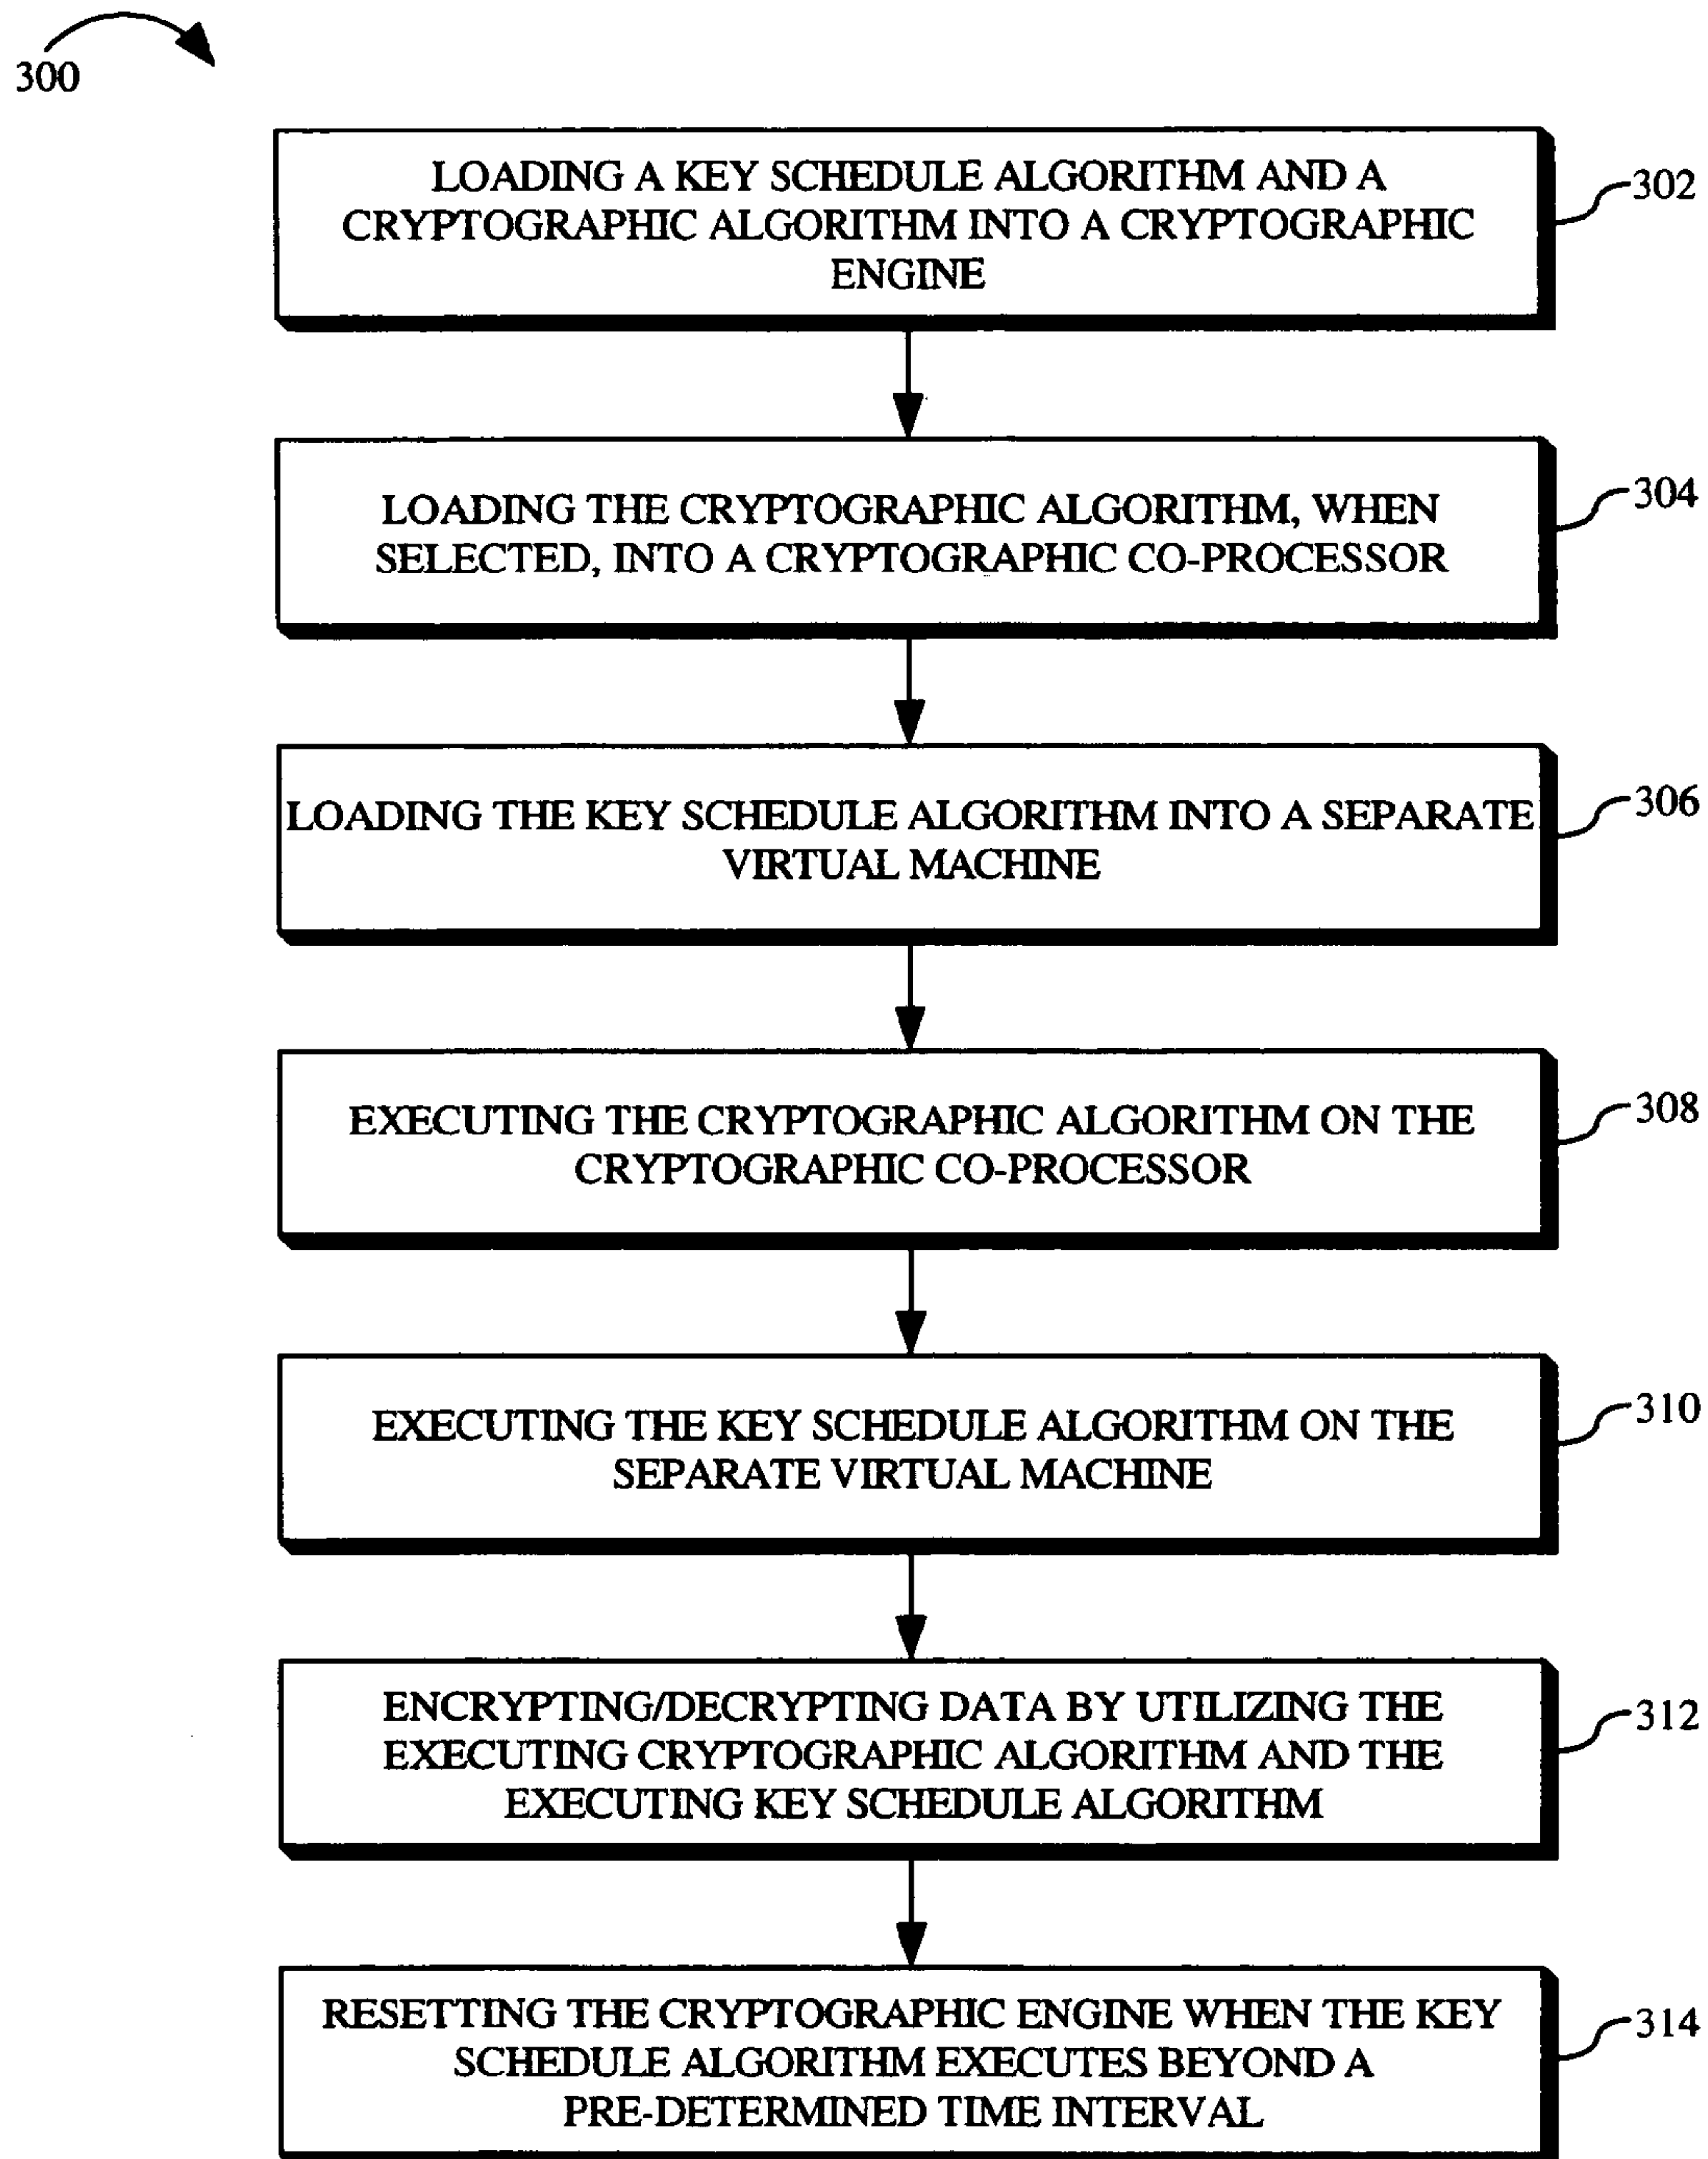 300
LOADING A KEY SCHEDULE ALGORITHM AND A
CRYPTOGRAPHIC ALGORITHM INTO A CRYPTOGRAPHIC
ENGINE
302
LOADING THE CRYPTOGRAPHIC ALGORITHM, WHEN
SELECTED, INTO A CRYPTOGRAPHIC CO-PROCESSOR
304
LOADING THE KEY SCHEDULE ALGORITHM INTO A SEPARATE
VIRTUAL MACHINE
306
EXECUTING THE CRYPTOGRAPHIC ALGORITHM ON THE
CRYPTOGRAPHIC CO-PROCESSOR
308
EXECUTING THE KEY SCHEDULE ALGORITHM ON THE
SEPARATE VIRTUAL MACHINE
310
ENCRYPTING/DECRYPTING DATA BY UTILIZING THE
EXECUTING CRYPTOGRAPHIC ALGORITHM AND THE
EXECUTING KEY SCHEDULE ALGORITHM
312
RESETTING THE CRYPTOGRAPHIC ENGINE WHEN THE KEY
SCHEDULE ALGORITHM EXECUTES BEYOND A
PRE-DETERMINED TIME INTERVAL
314